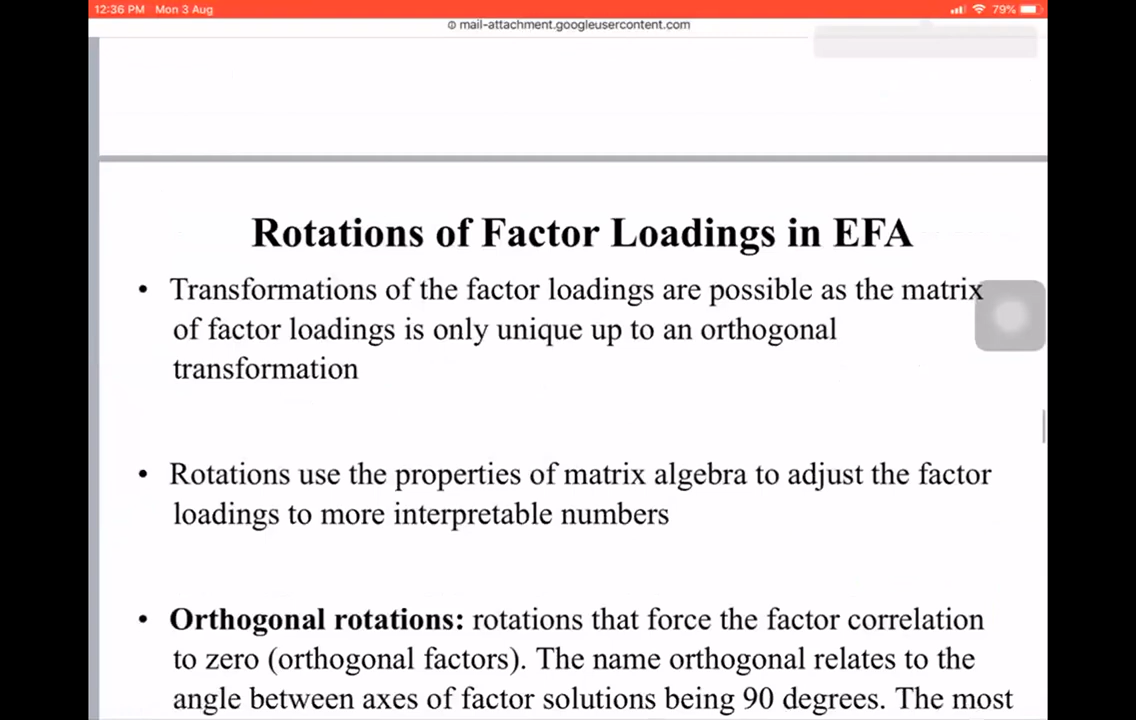 12:36 PM Mon 3 Aug
79%
mail-attachment.googleusercontent.com
Rotations of Factor Loadings in EFA
• Transformations of the factor loadings are possible as the matrix
of factor loadings is only unique up to an orthogonal
transformation
• Rotations use the properties of matrix algebra to adjust the factor
loadings to more interpretable numbers
• Orthogonal rotations: rotations that force the factor correlation
to zero (orthogonal factors). The name orthogonal relates to the
angle between axes of factor solutions being 90 degrees. The most